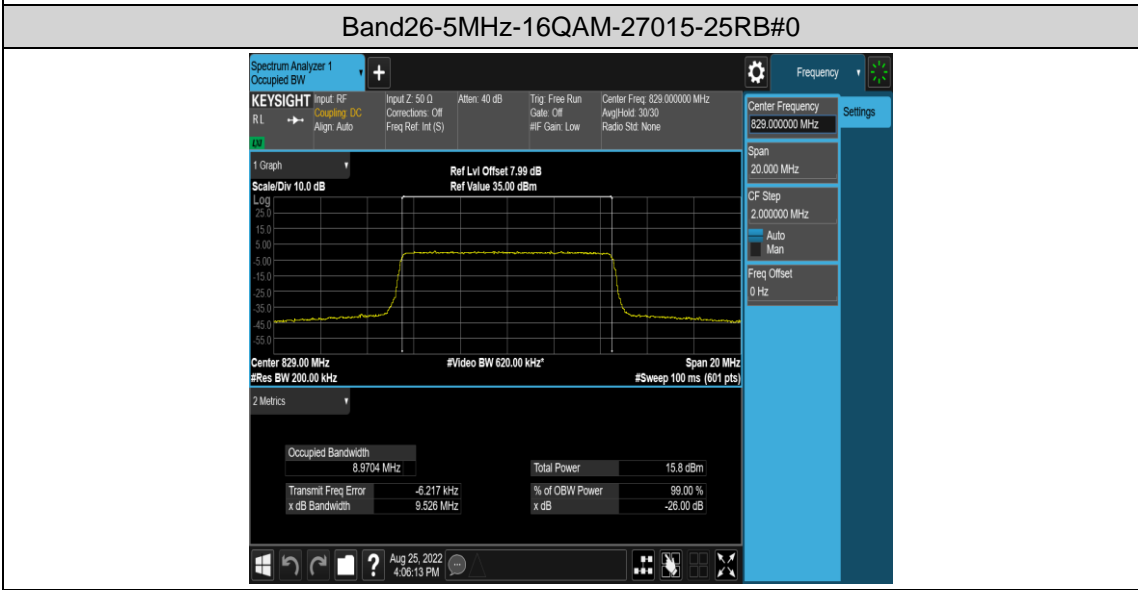 Band26-5MHz-16QAM-27015-25RB#0
Spectrum Analyzer 1
Occupied BW
Frequency
KEYSIGHT
RL
Input: RF
Coupling: DC
Align: Auto
Input Z: 50 Ω
Corrections: Off
Freq Ref: Int (S)
Atten: 40 dB
Trig: Free Run
Gate: Off
#IF Gain: Low
Center Freq: 829.000000 MHz
Avg|Hold: 30/30
Radio Std: None
LXI
Center Frequency
829.000000 MHz
Settings
Span
20.000 MHz
CF Step
2.000000 MHz
Auto
Man
Freq Offset
0 Hz
1 Graph
Scale/Div 10.0 dB
Ref Lvl Offset 7.99 dB
Ref Value 35.00 dBm
Log
25.0
15.0
5.00
-5.00
-15.0
-25.0
-35.0
-45.0
-55.0
Center 829.00 MHz
#Video BW 620.00 kHz*
Span 20 MHz
#Res BW 200.00 kHz
#Sweep 100 ms (601 pts)
2 Metrics
Occupied Bandwidth
8.9704 MHz
Total Power 15.8 dBm
Transmit Freq Error -6.217 kHz
% of OBW Power 99.00 %
x dB Bandwidth 9.526 MHz
x dB -26.00 dB
Aug 25, 2022
4:06:13 PM